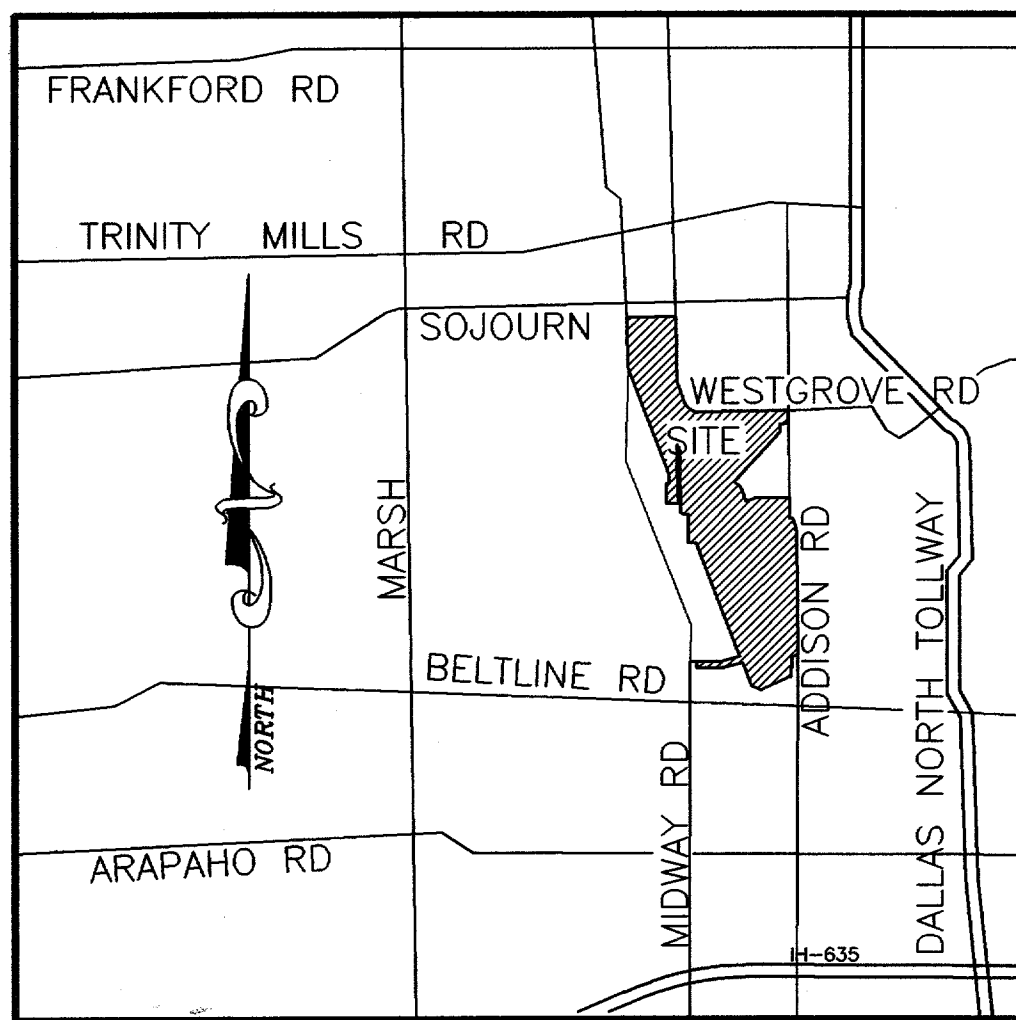 FRANKFORD RD
TRINITY MILLS RD
SOJOURN
WESTGROVE RD
SITE
MARSH
ADDISON RD
DALLAS NORTH TOLLWAY
BELTLINE RD
NORTH
MIDWAY RD
ARAPAHO RD
IH-635